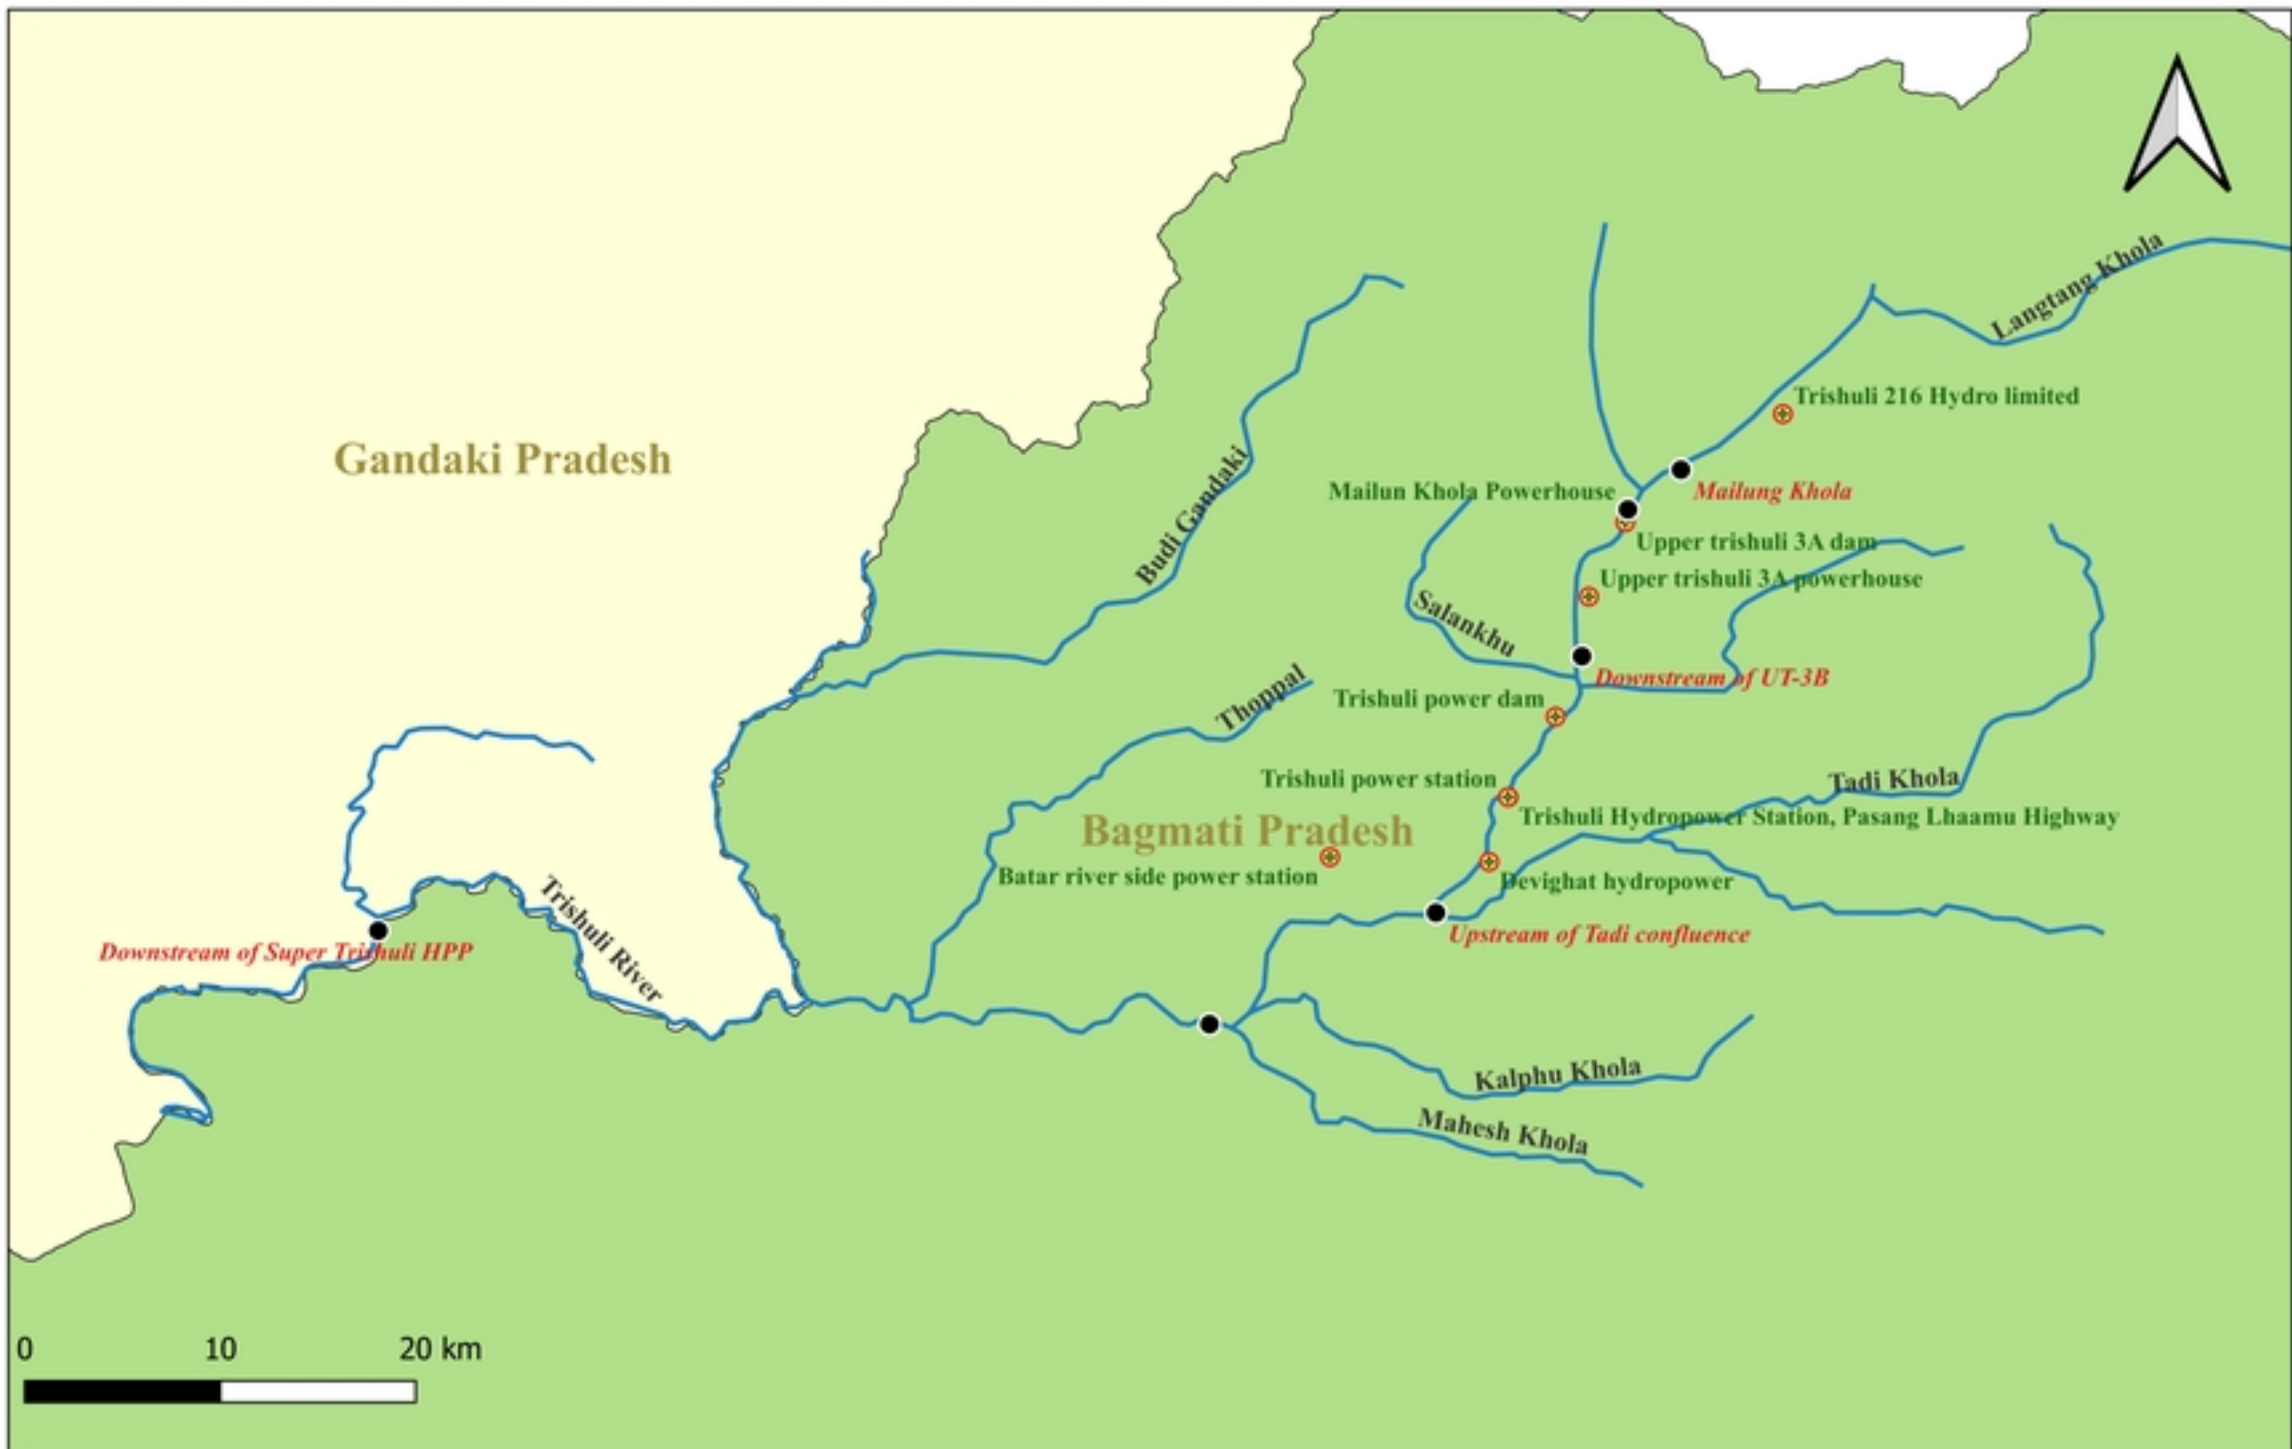 Langtang Khola
Trishuli 216 Hydro limited
Gandaki Pradesh
Budi Gandaki
Mailun Khola Powerhouse
Mailung Khola
Upper trishuli 3A dam
Upper trishuli 3A powerhouse
Salankhu
Downstream of UT-3B
Thoppal
Trishuli power dam
Trishuli power station
Tadi Khola
Trishuli Hydropower Station, Pasang Lhaamu Highway
Bagmati Pradesh
Batar river side power station
Devighat hydropower
Trishuli River
Upstream of Tadi confluence
Downstream of Super Trishuli HPP
Kalphu Khola
Mahesh Khola
0 10 20 km